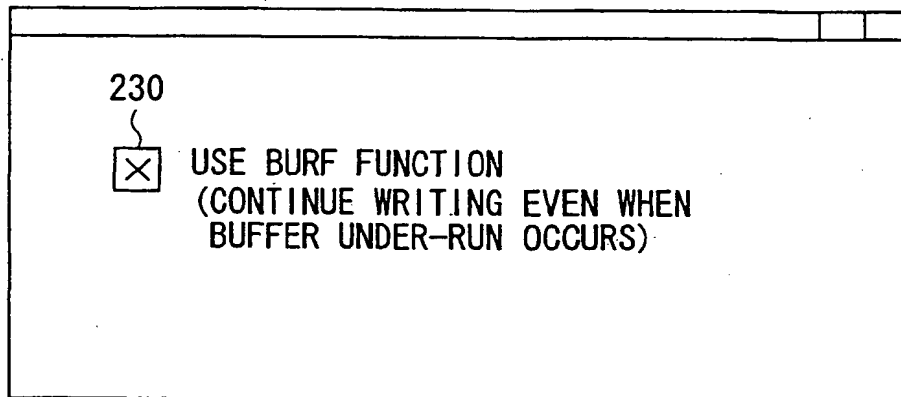 230
USE BURF FUNCTION
(CONTINUE WRITING EVEN WHEN
BUFFER UNDER-RUN OCCURS)